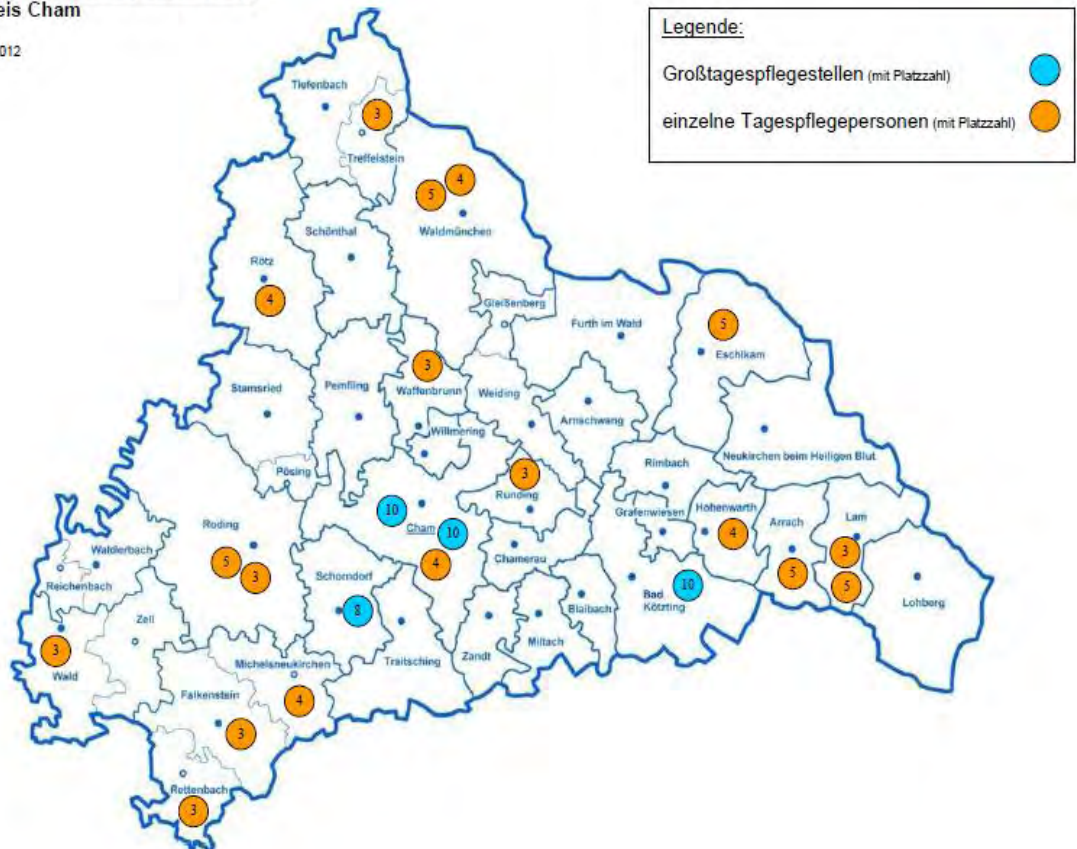 eis Cham
012
Legende:
Großtagespflegestellen (mit Platzzahl)
einzelne Tagespflegepersonen (mit Platzzahl)
Tiefenbach
3
Treffelstein
4
5
Schönthal
Waldmünchen
Rötz
4
Gleißenberg
Furth im Wald
5
Eschlkam
3
Stamsried
Pemfling
Waffenbrunn
Weiding
Arnschwang
Willmering
Neukirchen beim Heiligen Blut
Pösing
3
Rimbach
Runding
10
Grafenwiesen
Hohenwarth
Lam
Roding
Cham
10
4
Arrach
3
Walderbach
Chamerau
5
4
5
Reichenbach
3
Schorndorf
10
5
8
Blaibach
Bad
Kötzting
Lohberg
Zell
Miltach
3
Wald
Michelsneukirchen
Traitsching
Zandt
Falkenstein
4
3
Rettenbach
3